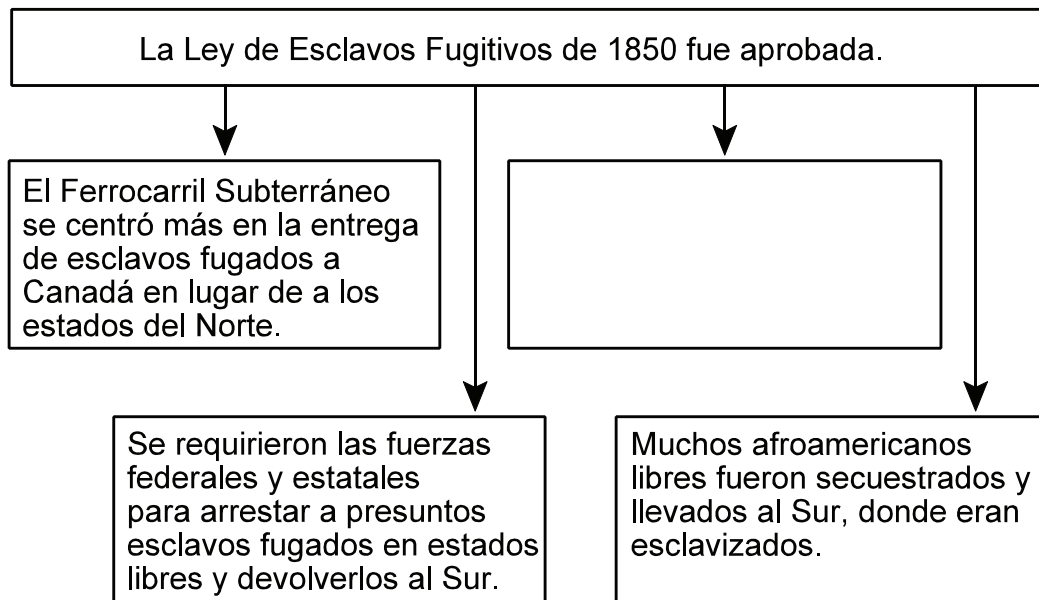 La Ley de Esclavos Fugitivos de 1850 fue aprobada.
El Ferrocarril Subterráneo
se centró más en la entrega
de esclavos fugados a
Canadá en lugar de a los
estados del Norte.
Se requirieron las fuerzas
federales y estatales
para arrestar a presuntos
esclavos fugados en estados
libres y devolverlos al Sur.
Muchos afroamericanos
libres fueron secuestrados y
llevados al Sur, donde eran
esclavizados.